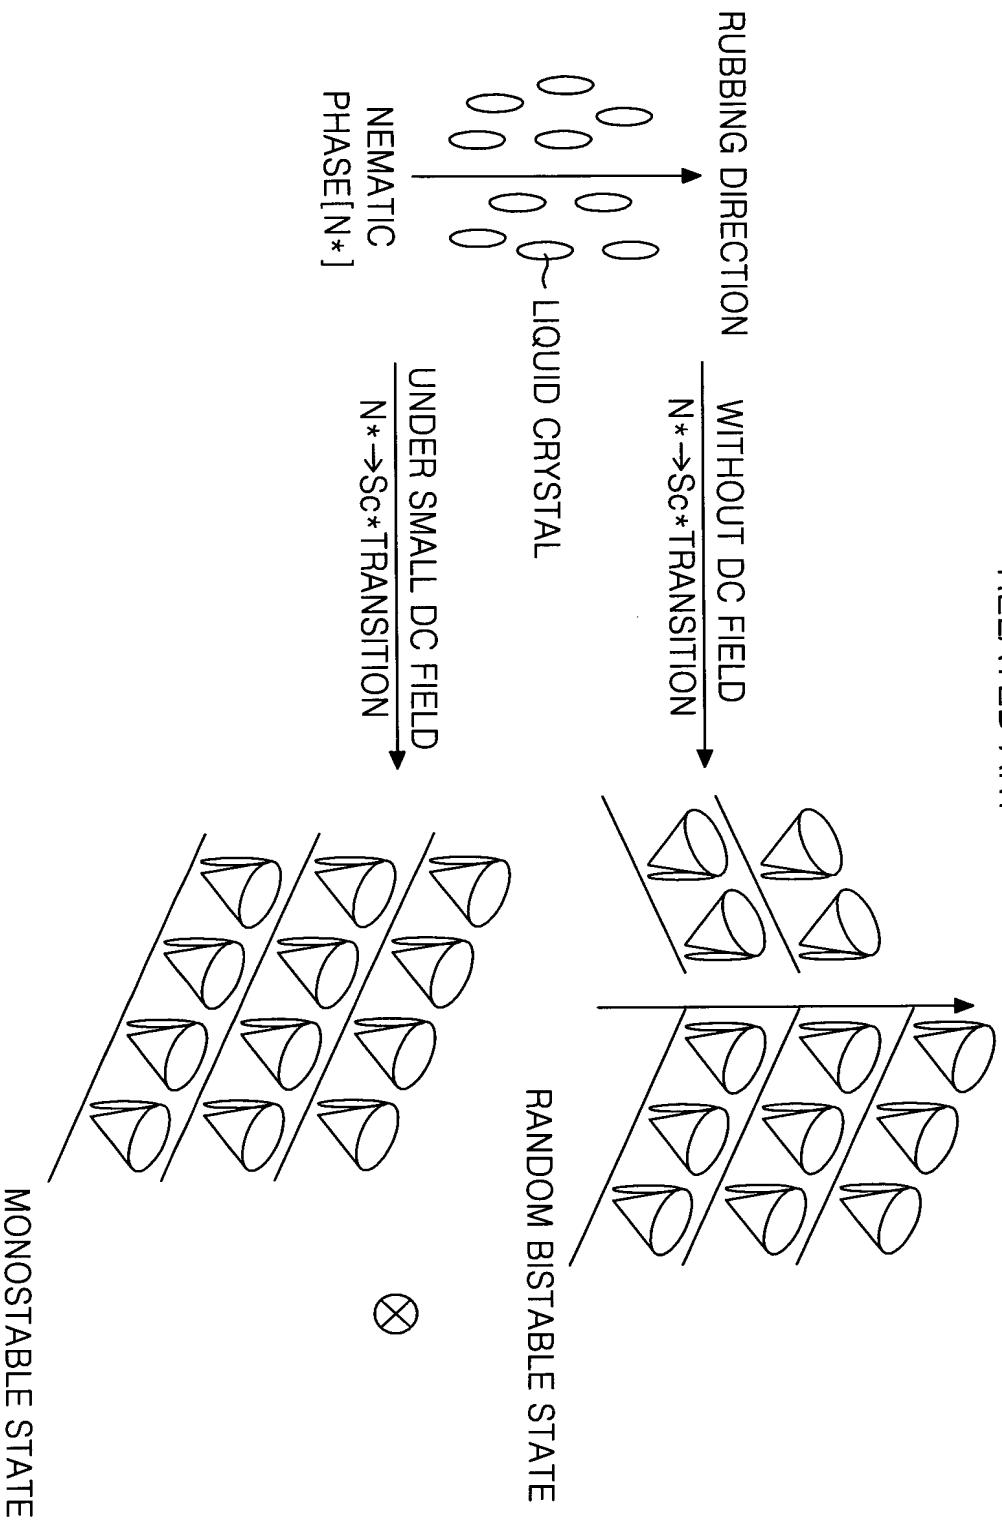 RUBBING DIRECTION
LIQUID CRYSTAL
NEMATIC
PHASE[N*]
WITHOUT DC FIELD
N*→Sc*TRANSITION
UNDER SMALL DC FIELD
N*→Sc*TRANSITION
RANDOM BISTABLE STATE
MONOSTABLE STATE